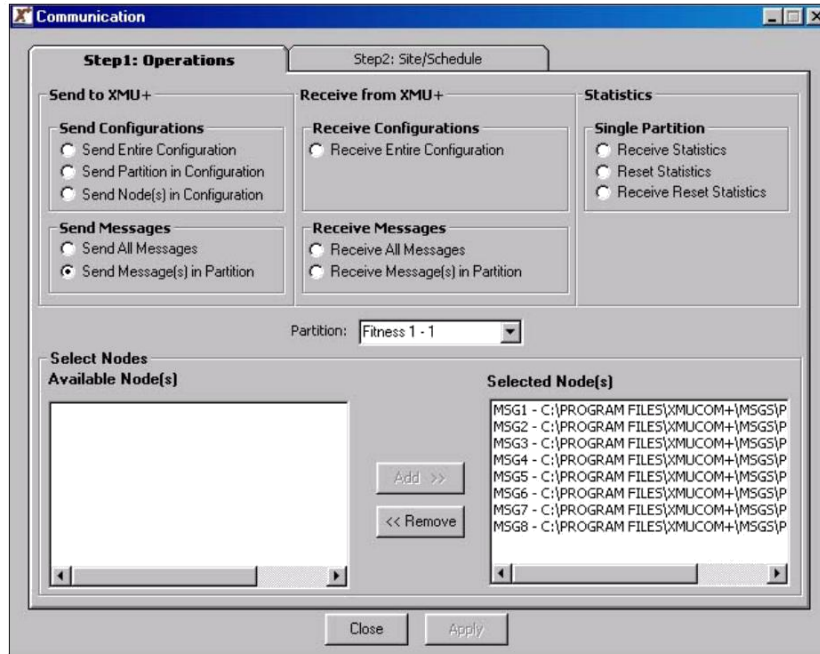 Communication
Step1: Operations
Step2: Site/Schedule
Send to XMU+
Send Configurations
Send Entire Configuration
Send Partition in Configuration
Send Node(s) in Configuration
Send Messages
Send All Messages
Send Message(s) in Partition
Receive from XMU+
Receive Configurations
Receive Entire Configuration
Receive Messages
Receive All Messages
Receive Message(s) in Partition
Statistics
Single Partition
Receive Statistics
Reset Statistics
Receive Reset Statistics
Partition: Fitness 1 - 1
Select Nodes
Available Node(s)
Add >>
<< Remove
Selected Node(s)
MSG1 - C:\PROGRAM FILES\XMUCOM+\MSGS\P
MSG2 - C:\PROGRAM FILES\XMUCOM+\MSGS\P
MSG3 - C:\PROGRAM FILES\XMUCOM+\MSGS\P
MSG4 - C:\PROGRAM FILES\XMUCOM+\MSGS\P
MSG5 - C:\PROGRAM FILES\XMUCOM+\MSGS\P
MSG6 - C:\PROGRAM FILES\XMUCOM+\MSGS\P
MSG7 - C:\PROGRAM FILES\XMUCOM+\MSGS\P
MSG8 - C:\PROGRAM FILES\XMUCOM+\MSGS\P
Close
Apply